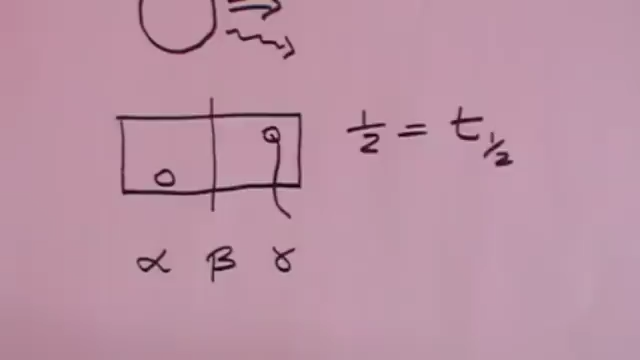 1/2 = t1/2
α β γ